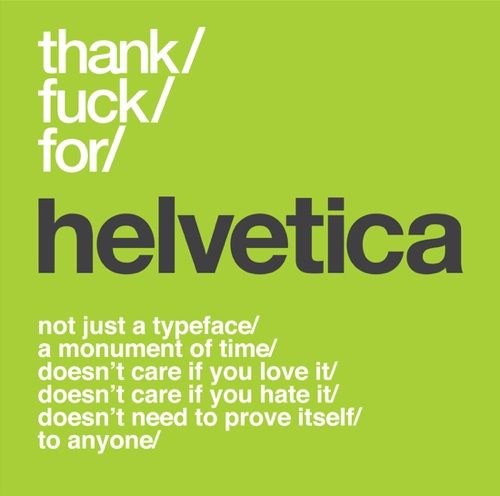 thank/
fuck/
for/
helvetica
not just a typeface/
a monument of time/
doesn't care if you love it/
doesn't care if you hate it/
doesn't need to prove itself/
to anyone/